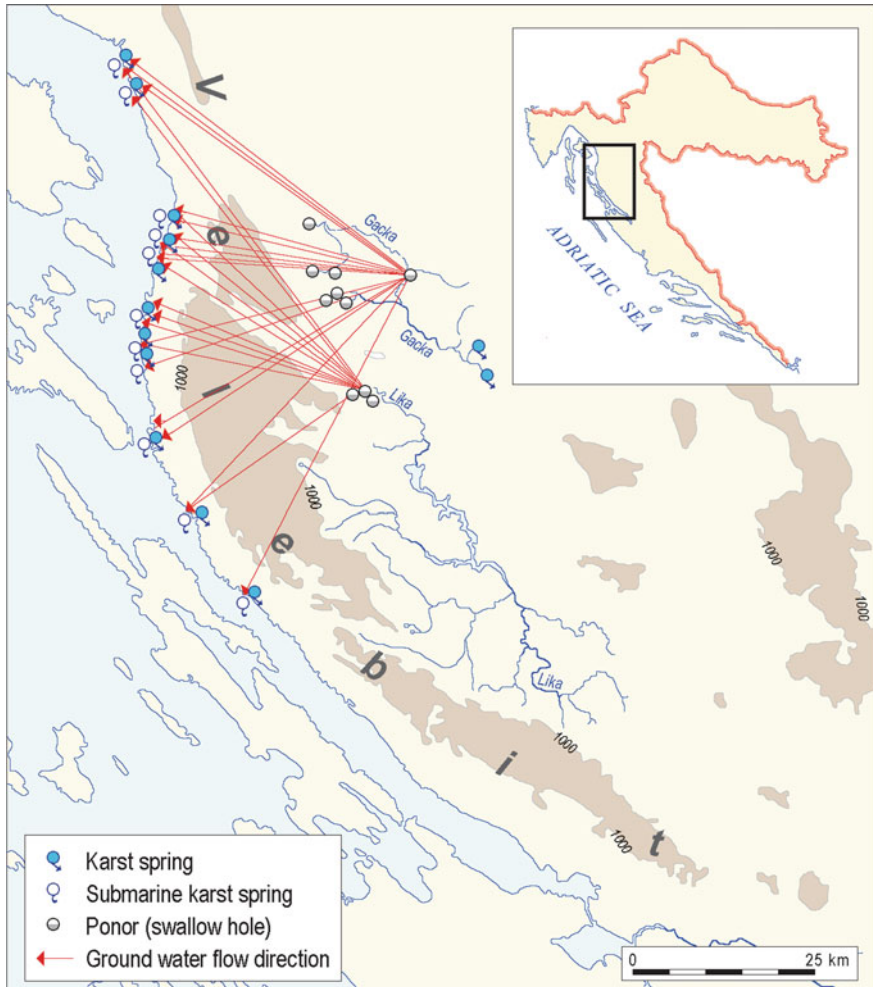 V
e
l
e
b
i
t
Gacka
Gacka
Lika
Lika
1000
1000
1000
1000
1000
1000
ADRIATIC SEA
Karst spring
Submarine karst spring
Ponor (swallow hole)
Ground water flow direction
0 25 km